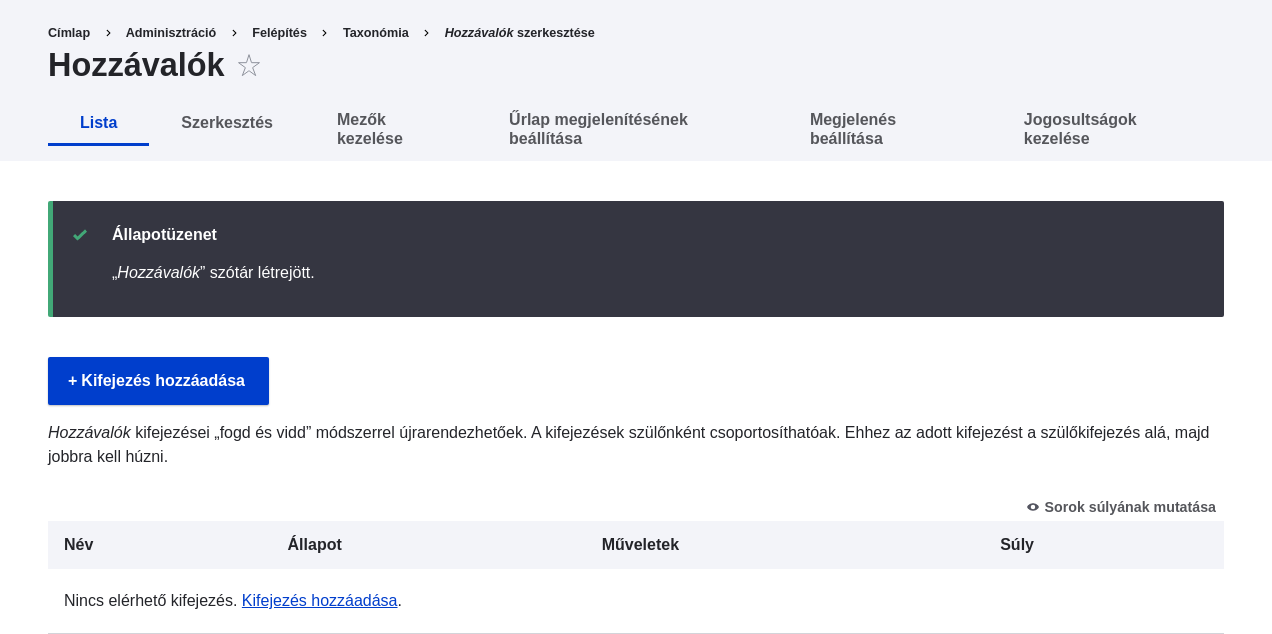 Címlap > Adminisztráció > Felépítés > Taxonómia > Hozzávalók szerkesztése
Hozzávalók ☆
Lista Szerkesztés Mezők kezelése Űrlap megjelenítésének beállítása Megjelenés beállítása Jogosultságok kezelése
Állapotüzenet
„Hozzávalók” szótár létrejött.
+ Kifejezés hozzáadása
Hozzávalók kifejezései „fogd és vidd” módszerrel újrarendezhetőek. A kifejezések szülőnként csoportosíthatóak. Ehhez az adott kifejezést a szülőkifejezés alá, majd
jobbra kell húzni.
Sorok súlyának mutatása
Név Állapot Műveletek Súly
Nincs elérhető kifejezés. Kifejezés hozzáadása.